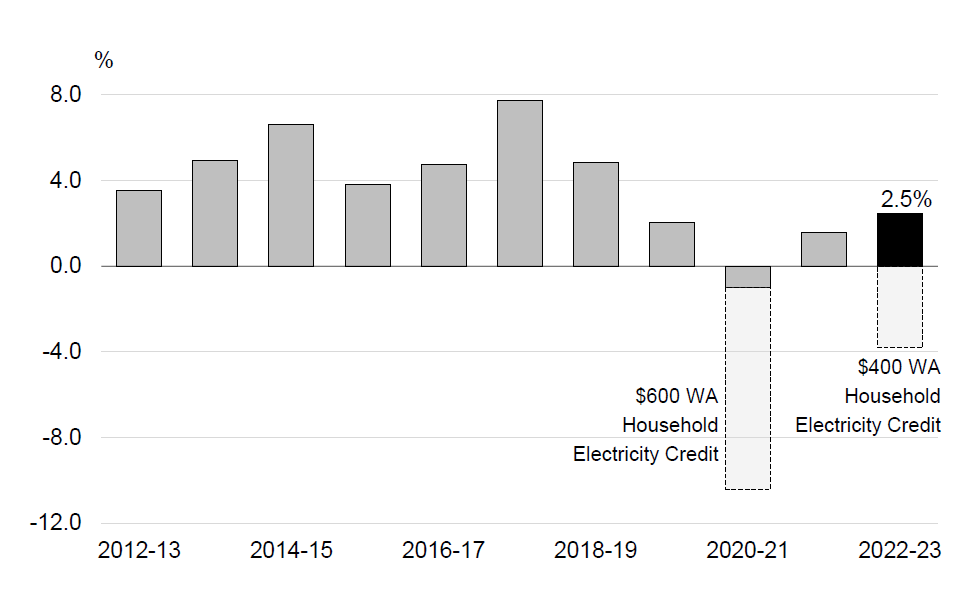 %
8.0
4.0
2.5%
0.0
-4.0
$400 WA
Household
Electricity Credit
$600 WA
Household
Electricity Credit
-8.0
-12.0
2012-13 2014-15 2016-17 2018-19 2020-21 2022-23